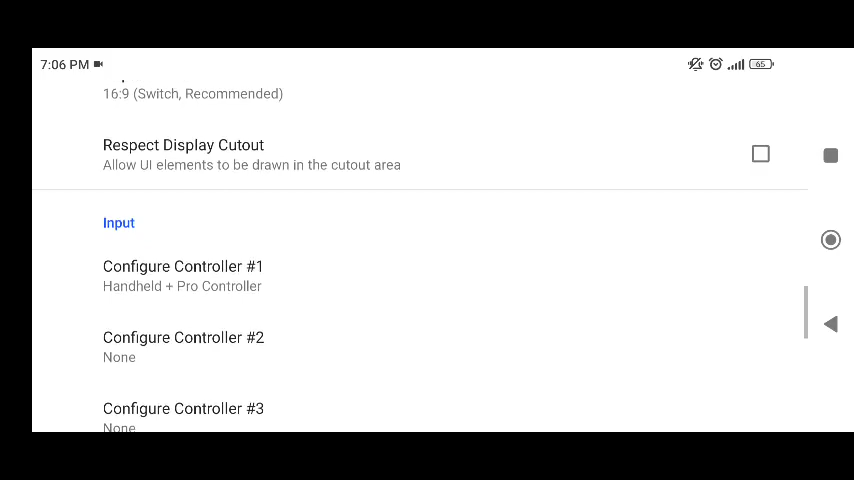 7:06 PM
65
16:9 (Switch, Recommended)
Respect Display Cutout
Allow UI elements to be drawn in the cutout area
Input
Configure Controller #1
Handheld + Pro Controller
Configure Controller #2
None
Configure Controller #3
None